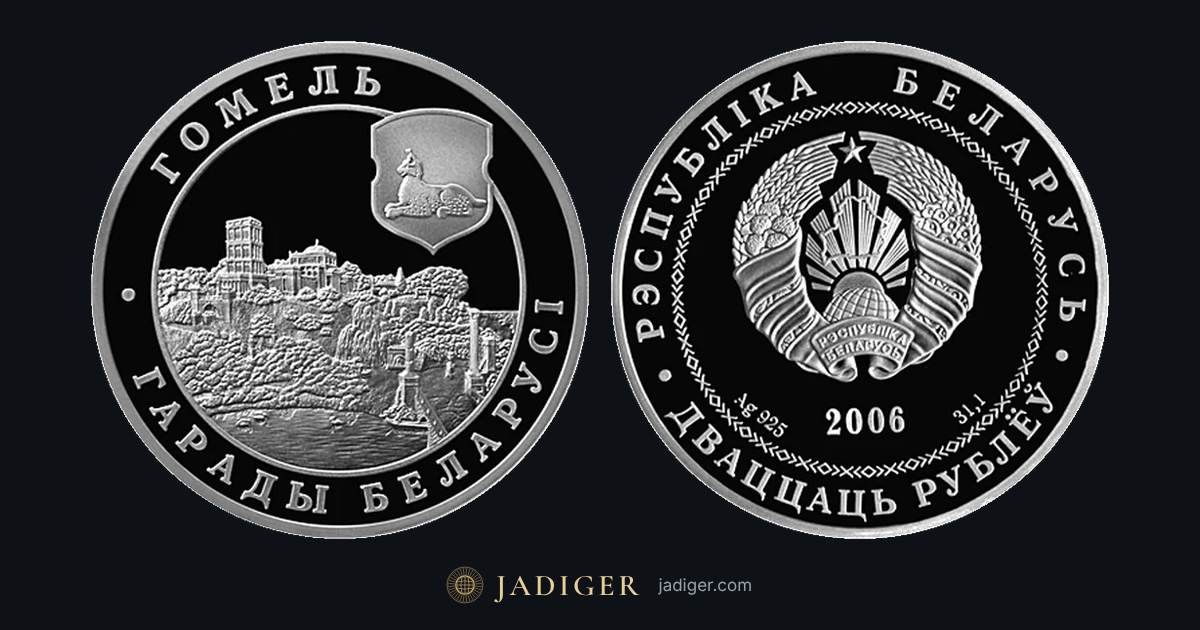 ГОМЕЛЬ
ГАРАДЫ БЕЛАРУСІ
РЭСПУБЛІКА БЕЛАРУСЬ
РЭСПУБЛІКА
БЕЛАРУСЬ
Ag 925
2006
31,1
ДВАЦЦАЦЬ РУБЛЁЎ
JADIGER jadiger.com